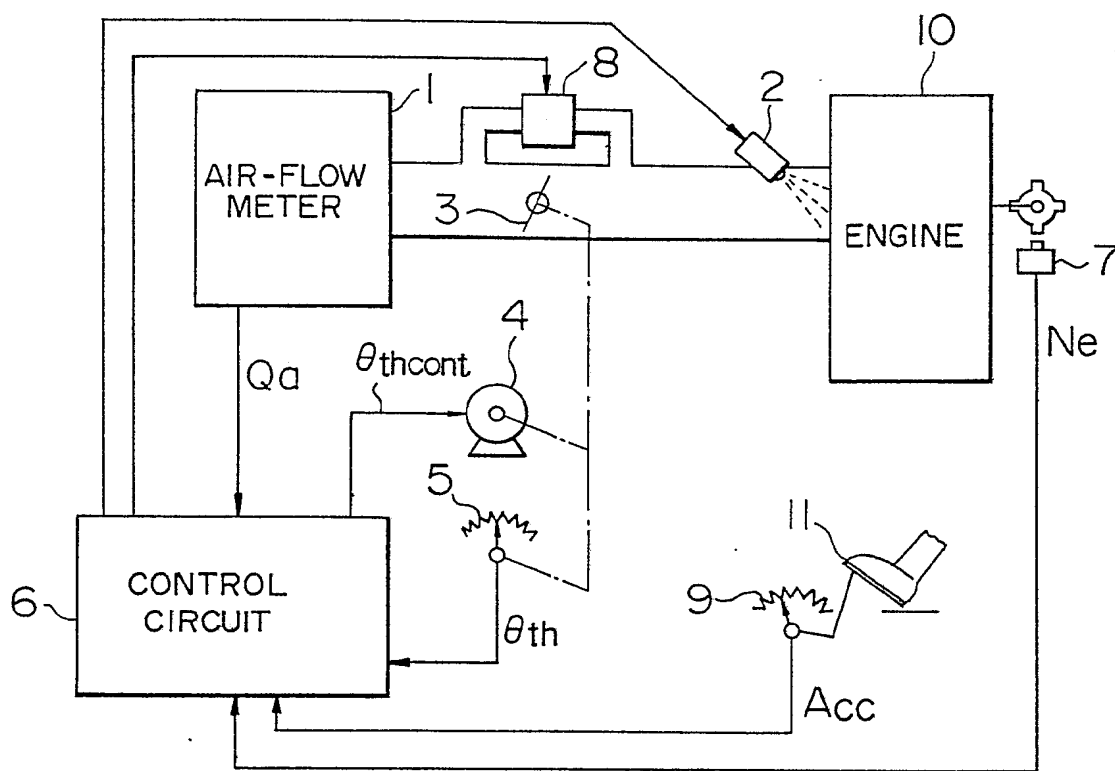 10
1
8
2
AIR-FLOW
METER
3
ENGINE
7
4
Qa
θthcont
Ne
5
11
CONTROL
CIRCUIT
6
9
θth
Acc